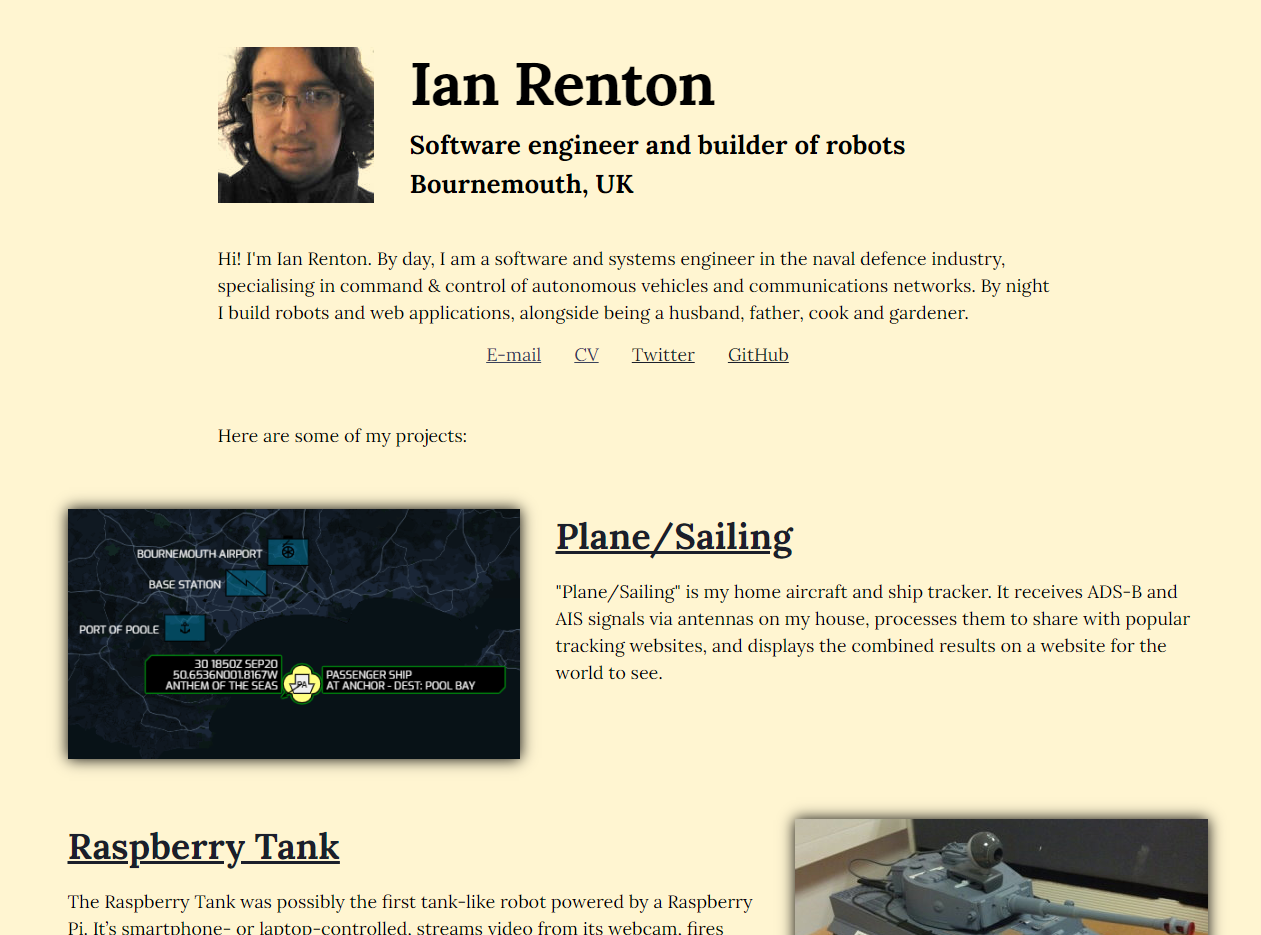 Ian Renton
Software engineer and builder of robots
Bournemouth, UK
Hi! I'm Ian Renton. By day, I am a software and systems engineer in the naval defence industry,
specialising in command & control of autonomous vehicles and communications networks. By night
I build robots and web applications, alongside being a husband, father, cook and gardener.
E-mail CV Twitter GitHub
Here are some of my projects:
BOURNEMOUTH AIRPORT
BASE STATION
PORT OF POOLE
30 1850Z SEP20
50.6536N001.8167W
ANTHEM OF THE SEAS
PA
PASSENGER SHIP
AT ANCHOR - DEST: POOL BAY
Plane/Sailing
"Plane/Sailing" is my home aircraft and ship tracker. It receives ADS-B and
AIS signals via antennas on my house, processes them to share with popular
tracking websites, and displays the combined results on a website for the
world to see.
Raspberry Tank
The Raspberry Tank was possibly the first tank-like robot powered by a Raspberry
Pi. It’s smartphone- or laptop-controlled, streams video from its webcam, fires